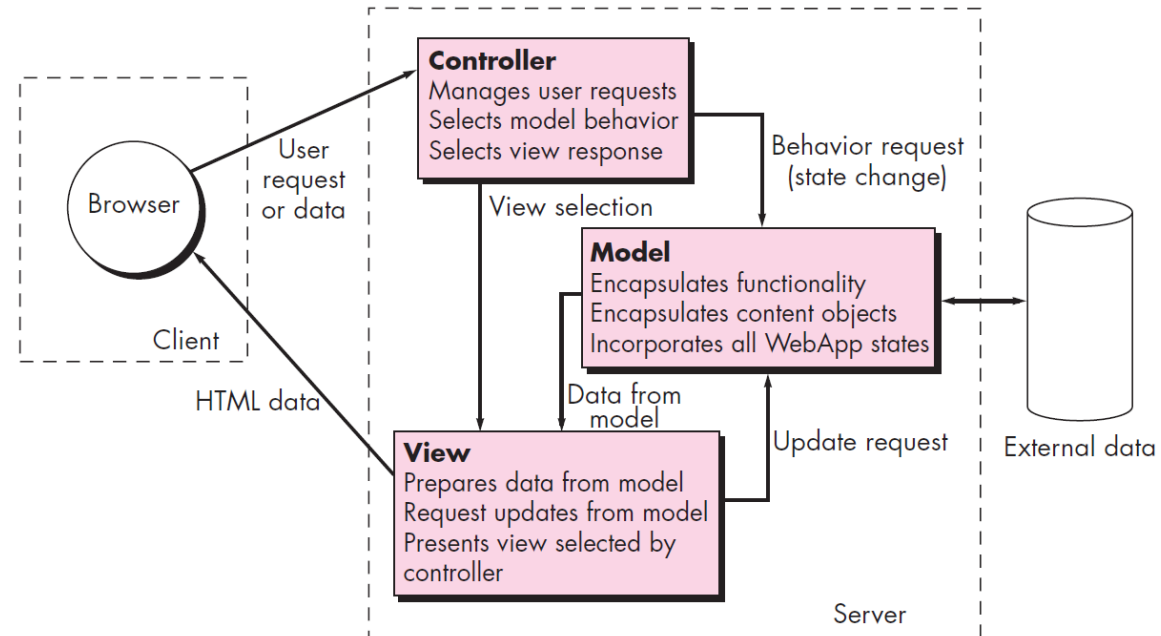 Controller
Manages user requests
Selects model behavior
Selects view response
User
request
or data
Browser
Client
Behavior request
(state change)
View selection
Model
Encapsulates functionality
Encapsulates content objects
Incorporates all WebApp states
External data
HTML data
Data from
model
Update request
View
Prepares data from model
Request updates from model
Presents view selected by
controller
Server